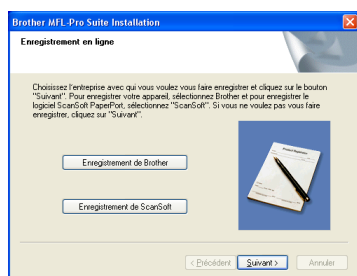 Brother MFL-Pro Suite Installation
Enregistrement en ligne
Choisissez l'entreprise avec qui vous voulez vous faire enregistrer et cliquez sur le bouton
"Suivant". Pour enregistrer votre appareil, sélectionnez Brother et pour enregistrer le
logiciel ScanSoft PaperPort, sélectionnez "ScanSoft". Si vous ne voulez pas vous faire
enregistrer, cliquez sur "Suivant".
Product Registration
Enregistrement de Brother
Enregistrement de ScanSoft
< Précédent
Suivant >
Annuler